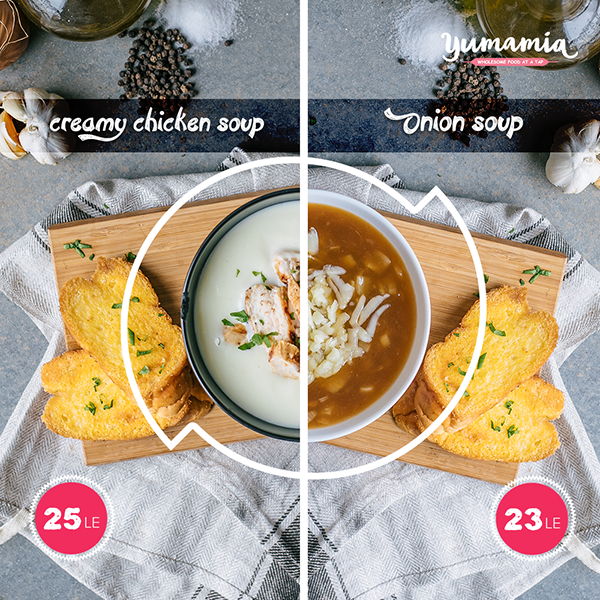 Yumamia
WHOLESOME FOOD AT A TAP
creamy chicken soup
Onion soup
25 LE
23 LE